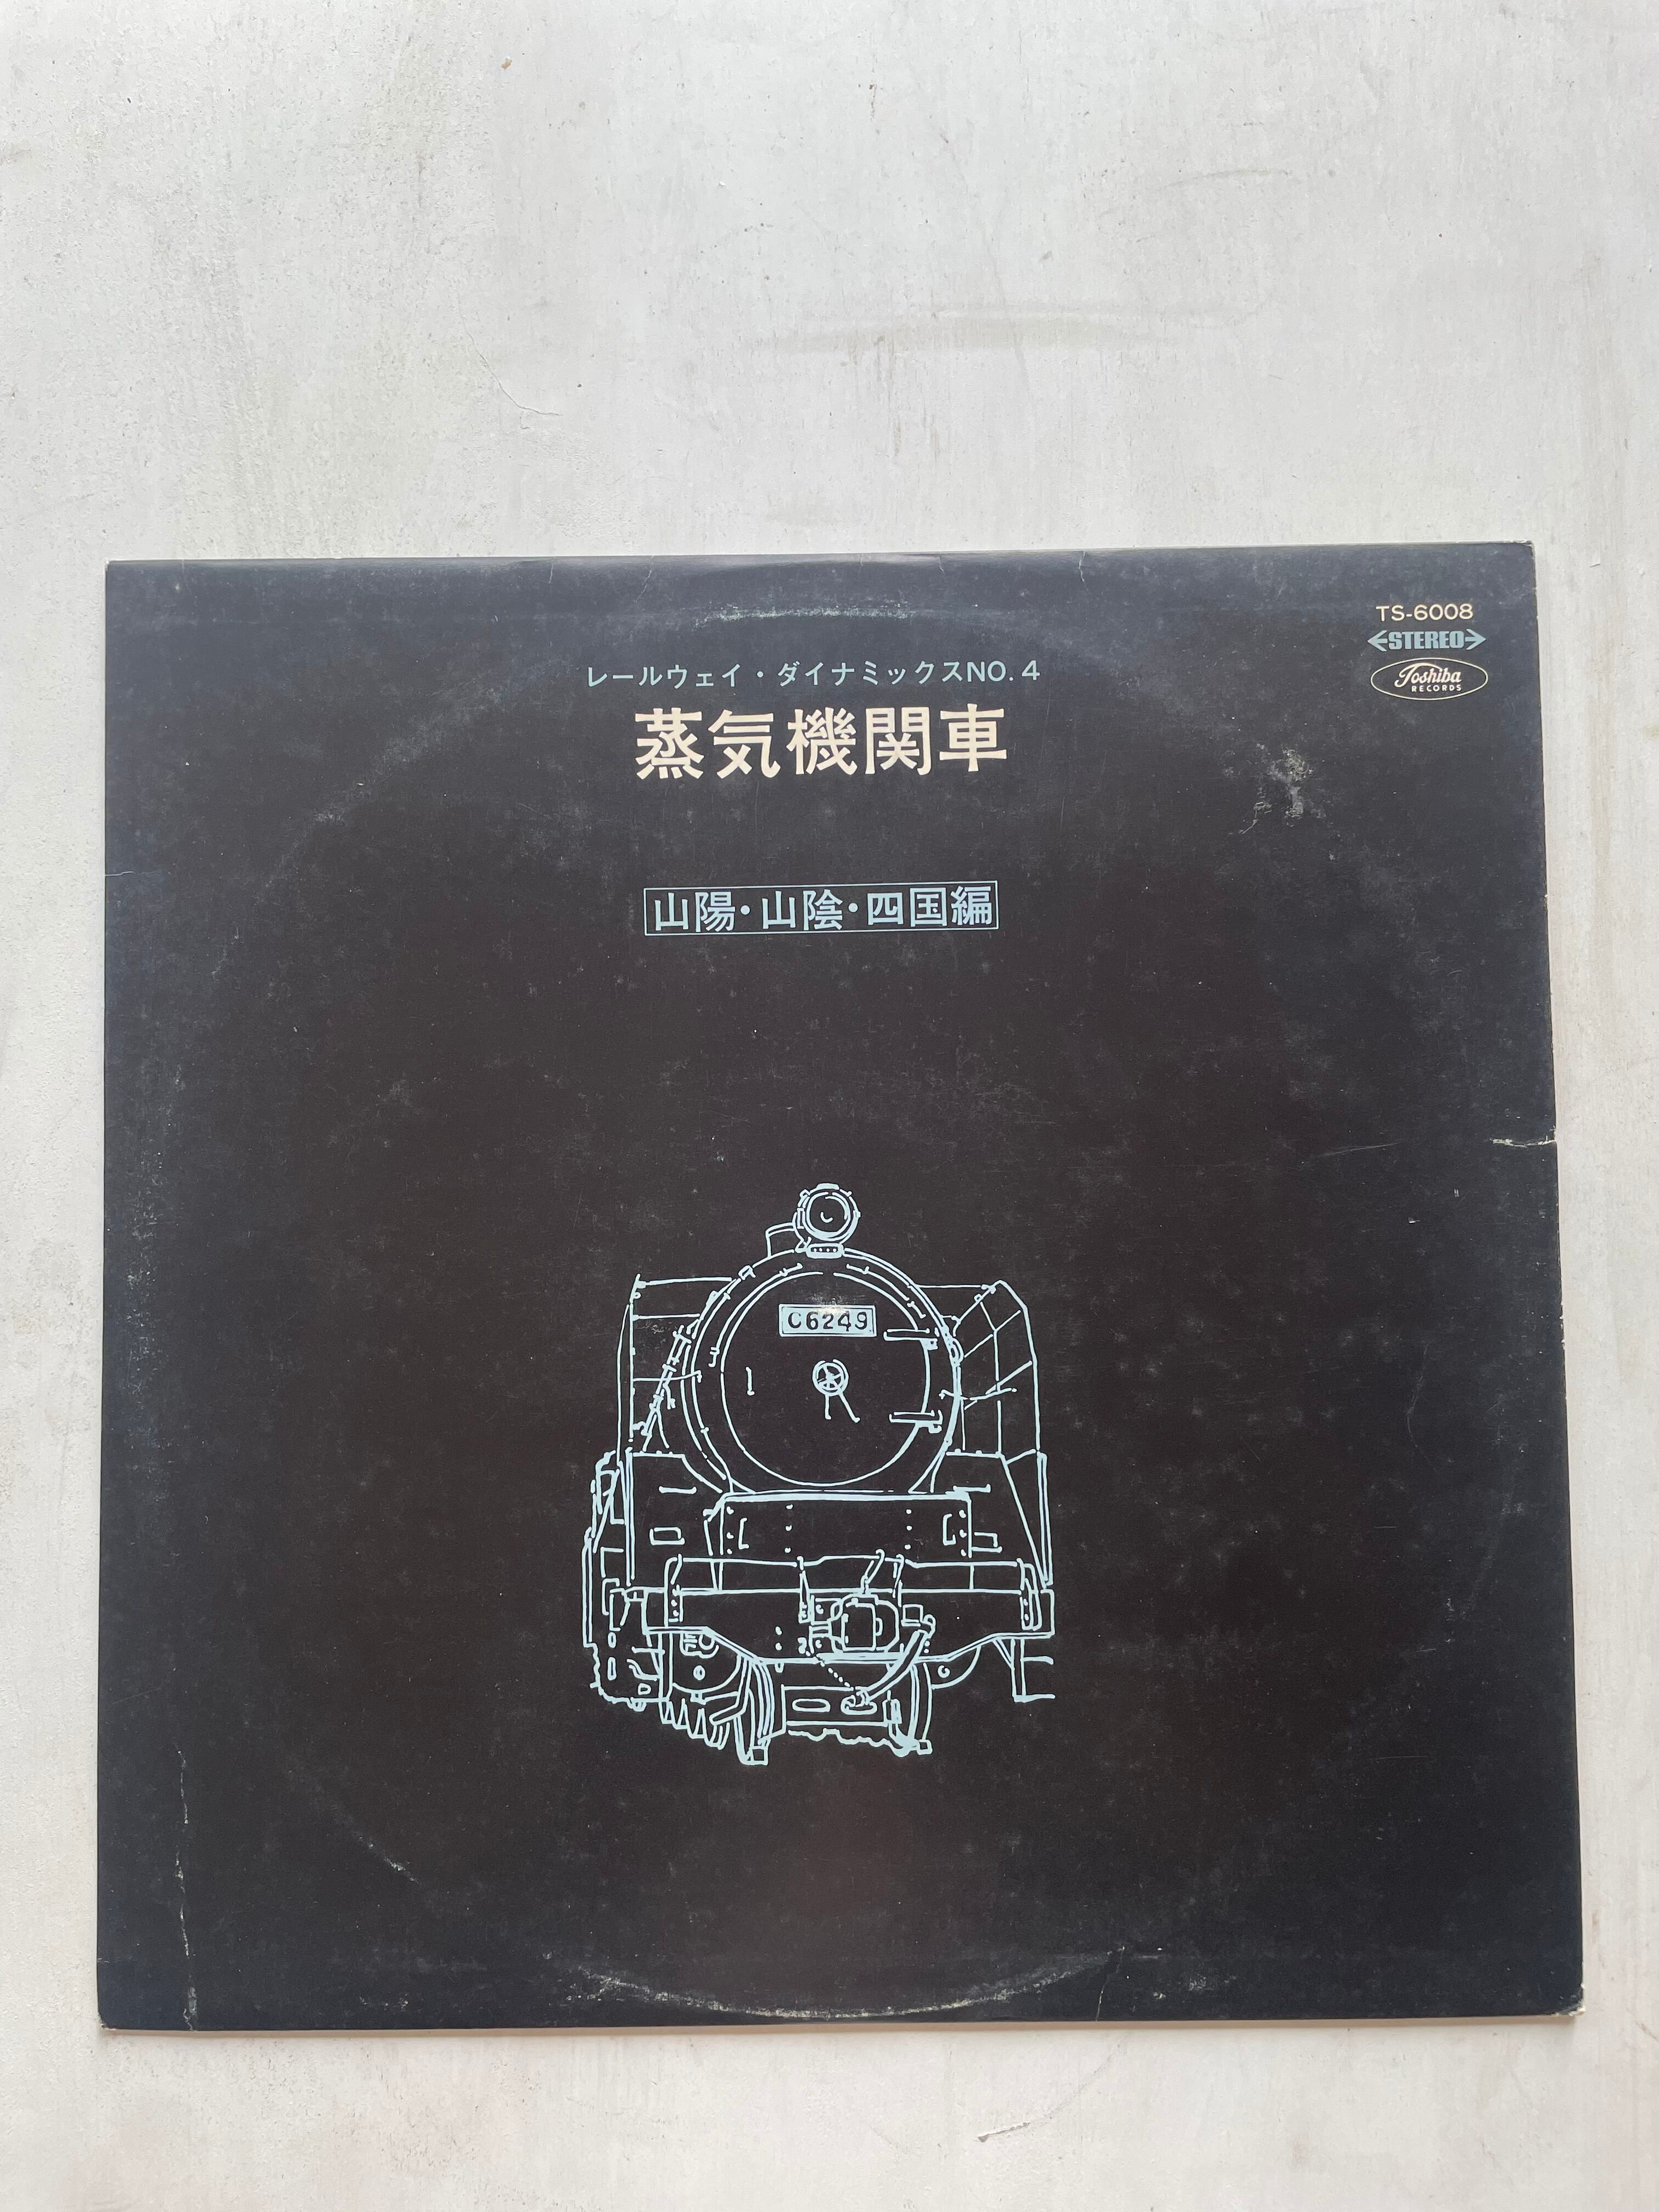 TS-6008
STEREO
Toshiba
RECORDS
レールウェイ・ダイナミックスNO.4
蒸気機関車
山陽・山陰・四国編
C6249